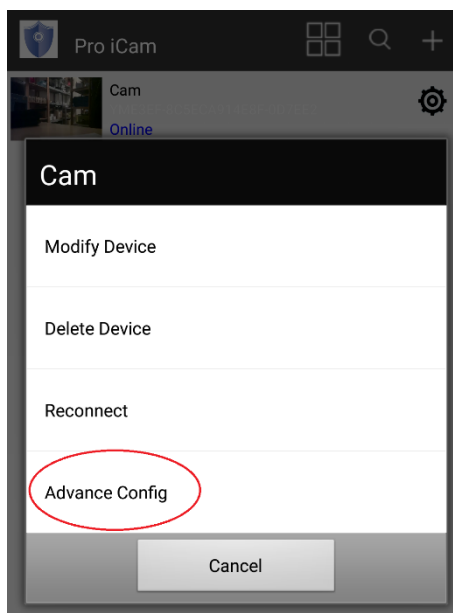 Pro iCam
Cam
Online
Cam
Modify Device
Delete Device
Reconnect
Advance Config
Cancel